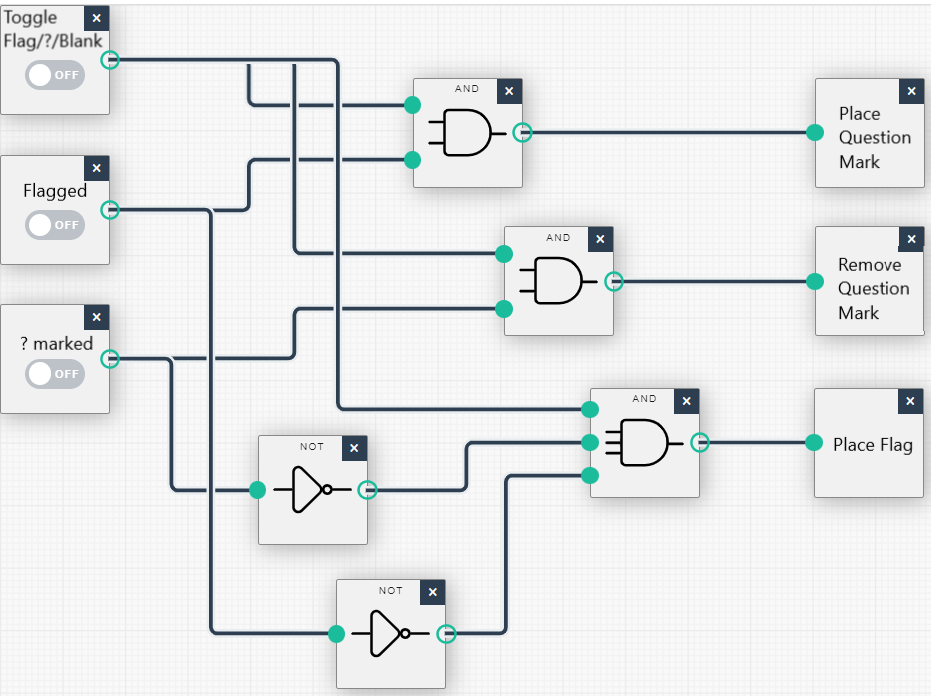 Toggle
Flag/?/Blank
OFF
AND
Place
Question
Mark
Flagged
OFF
AND
Remove
Question
Mark
? marked
OFF
AND
Place Flag
NOT
NOT